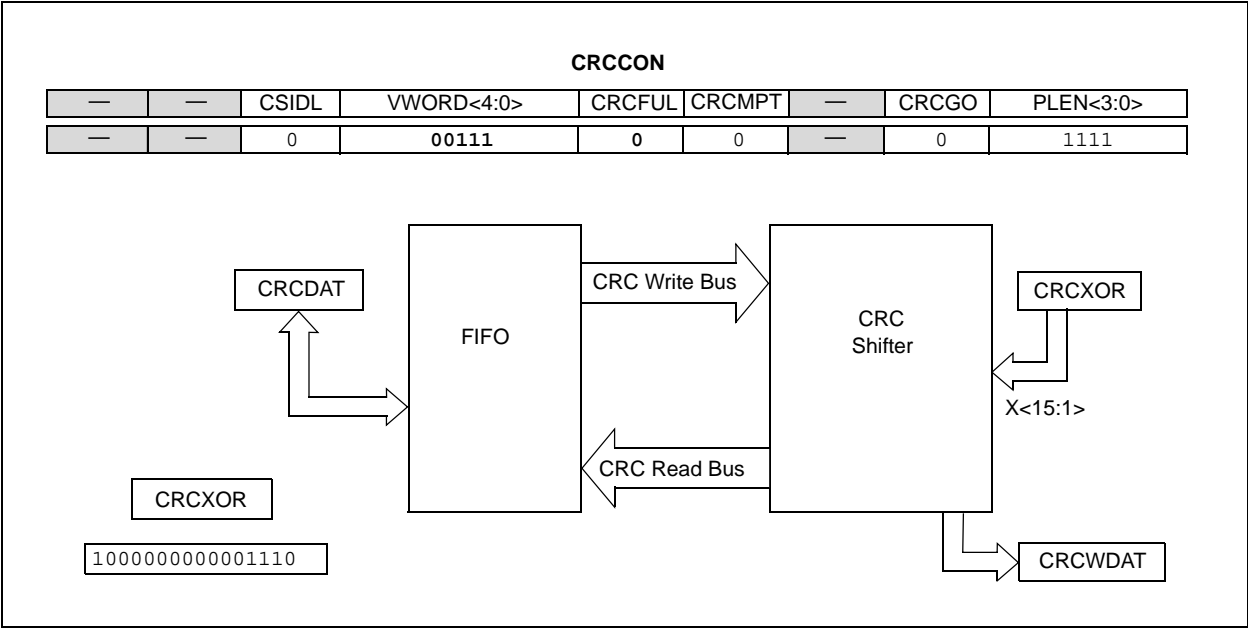 CRCCON
— — CSIDL VWORD<4:0> CRCFUL CRCMPT — CRCGO PLEN<3:0>
— — 0 00111 0 0 — 0 1111
CRCDAT
FIFO
CRC Write Bus
CRC
Shifter
CRCXOR
X<15:1>
CRC Read Bus
CRCXOR
1000000000001110
CRCWDAT